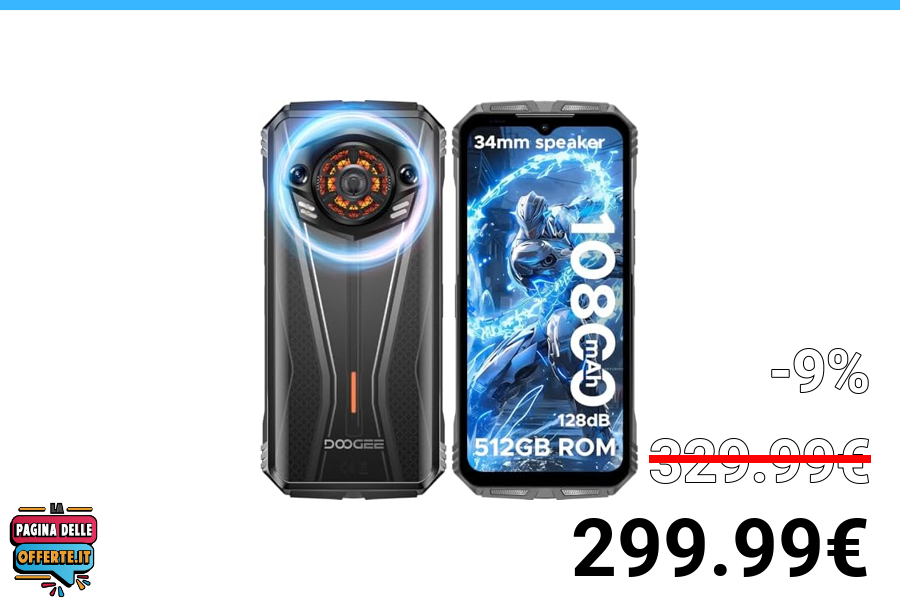 34mm speaker
10800
mAh
128dB
512GB ROM
DOOGEE
-9%
329.99€
299.99€
LA
PAGINA DELLE
OFFERTE.IT